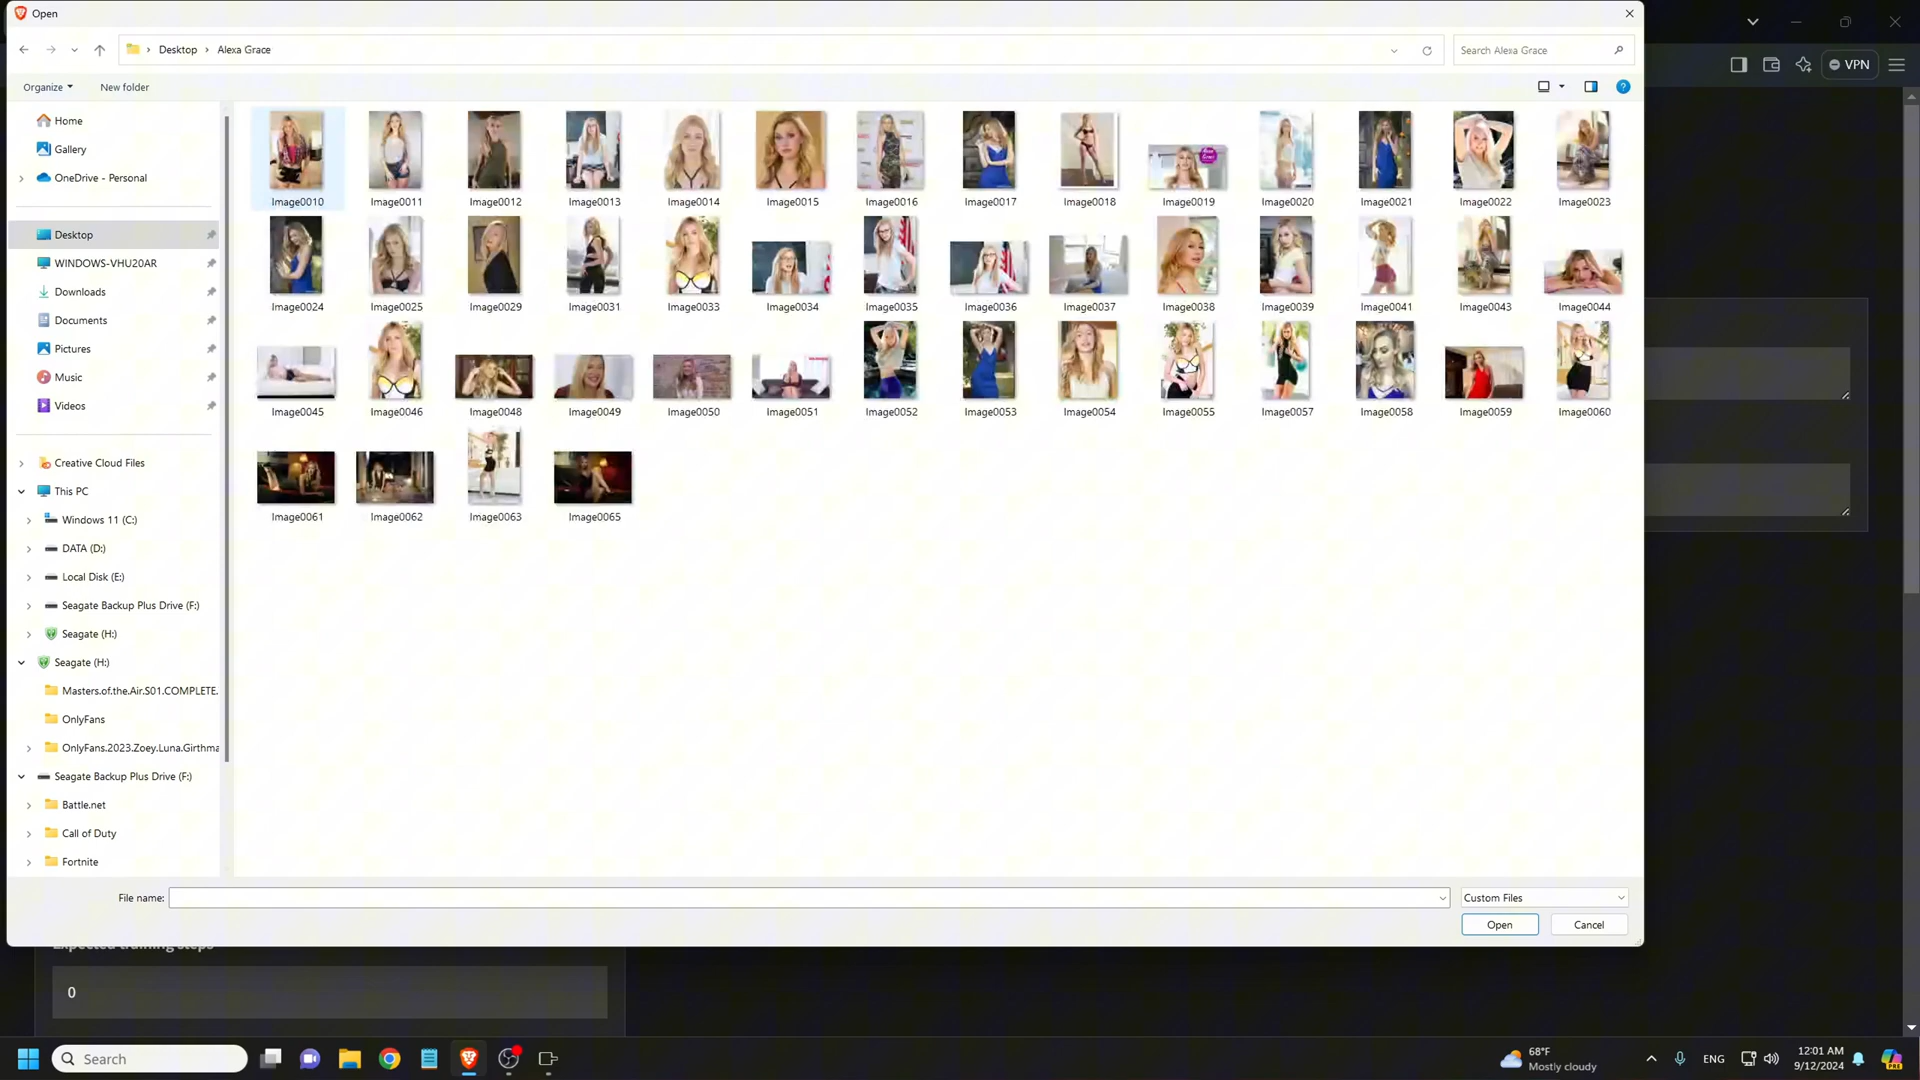 Open
Desktop
Alexa Grace
Search Alexa Grace
VPN
Organize
New folder
Home
Gallery
OneDrive - Personal
Desktop
WINDOWS-VHU20AR
Downloads
Documents
Pictures
Music
Videos
Creative Cloud Files
This PC
Windows 11 (C:)
DATA (D:)
Local Disk (E:)
Seagate Backup Plus Drive (F:)
Seagate (H:)
Seagate (H:)
Masters.of.the.Air.S01.COMPLETE.
OnlyFans
OnlyFans.2023.Zoey.Luna.Girthma
Seagate Backup Plus Drive (F:)
Battle.net
Call of Duty
Fortnite
Image0010 Image0011 Image0012 Image0013 Image0014 Image0015 Image0016 Image0017 Image0018 Image0019 Image0020 Image0021 Image0022 Image0023
Image0024 Image0025 Image0029 Image0031 Image0033 Image0034 Image0035 Image0036 Image0037 Image0038 Image0039 Image0041 Image0043 Image0044
Image0045 Image0046 Image0048 Image0049 Image0050 Image0051 Image0052 Image0053 Image0054 Image0055 Image0057 Image0058 Image0059 Image0060
Image0061 Image0062 Image0063 Image0065
File name:
Custom Files
Open
Cancel
Expected training steps
0
Search
68°F
Mostly cloudy
ENG
12:01 AM
9/12/2024